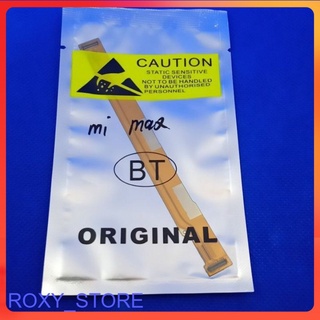 CAUTION
STATIC SENSITIVE
DEVICES
NOT TO BE HANDLED
BY UNAUTHORISED
PERSONNEL
mi max
BT
ORIGINAL
ROXY_STORE